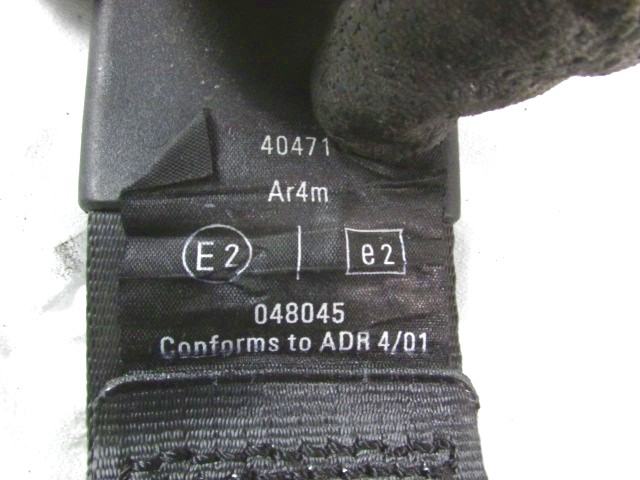 40471
Ar4m
E2 | e2
048045
Conforms to ADR 4/01